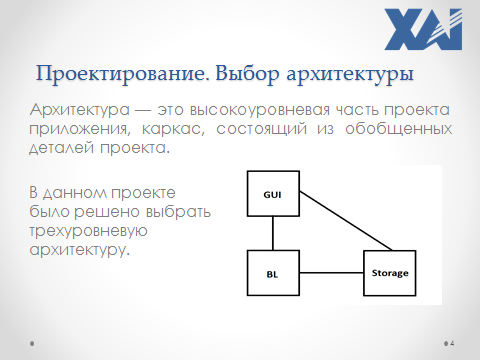 ХАІ
Проектирование. Выбор архитектуры
Архитектура — это высокоуровневая часть проекта
приложения, каркас, состоящий из обобщенных
деталей проекта.
В данном проекте
было решено выбрать
трехуровневую
архитектуру.
GUI
BL
Storage
4